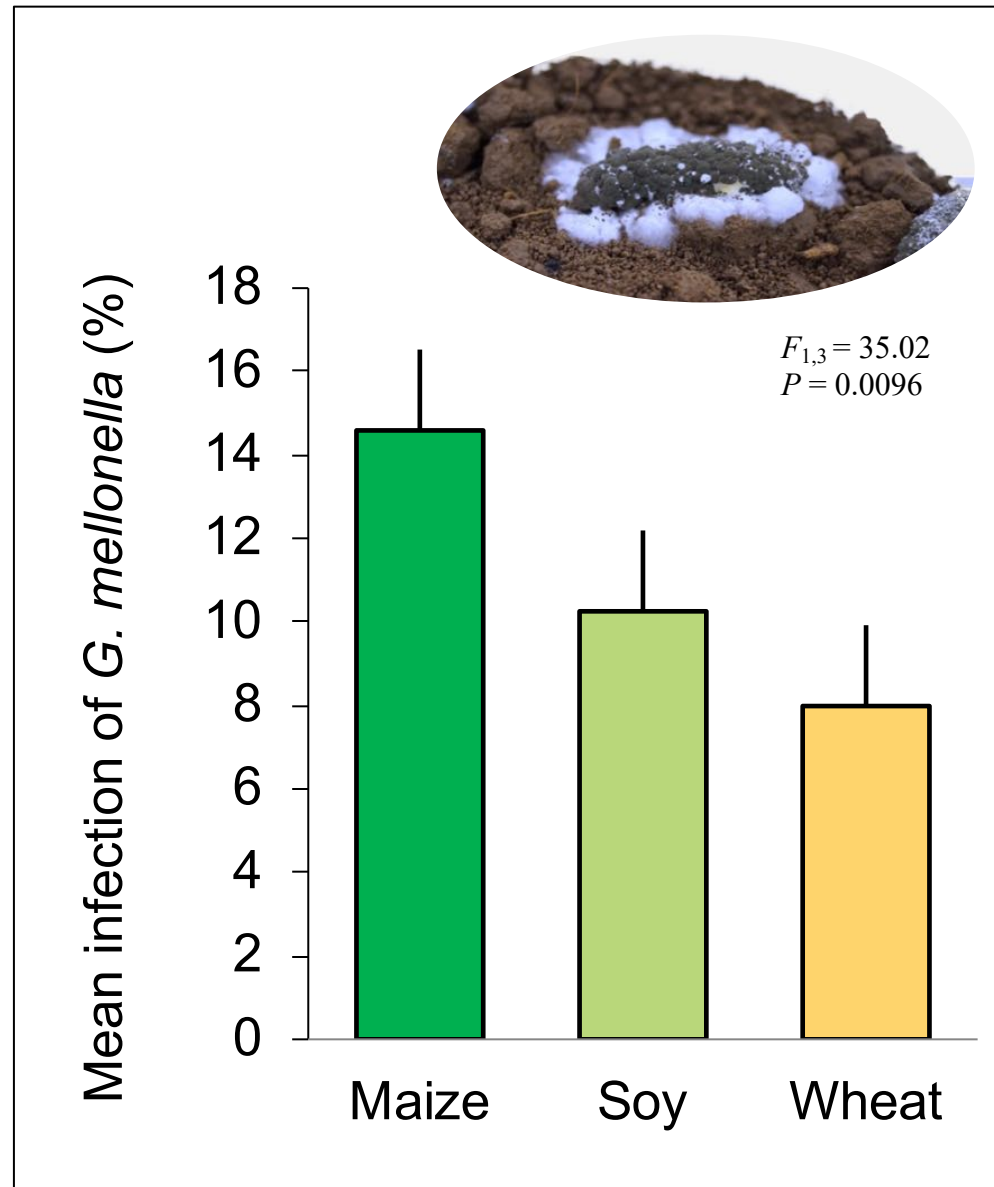 Mean infection of G. mellonella (%)
18
16
14
12
10
8
6
4
2
0
F1,3 = 35.02
P = 0.0096
Maize Soy Wheat